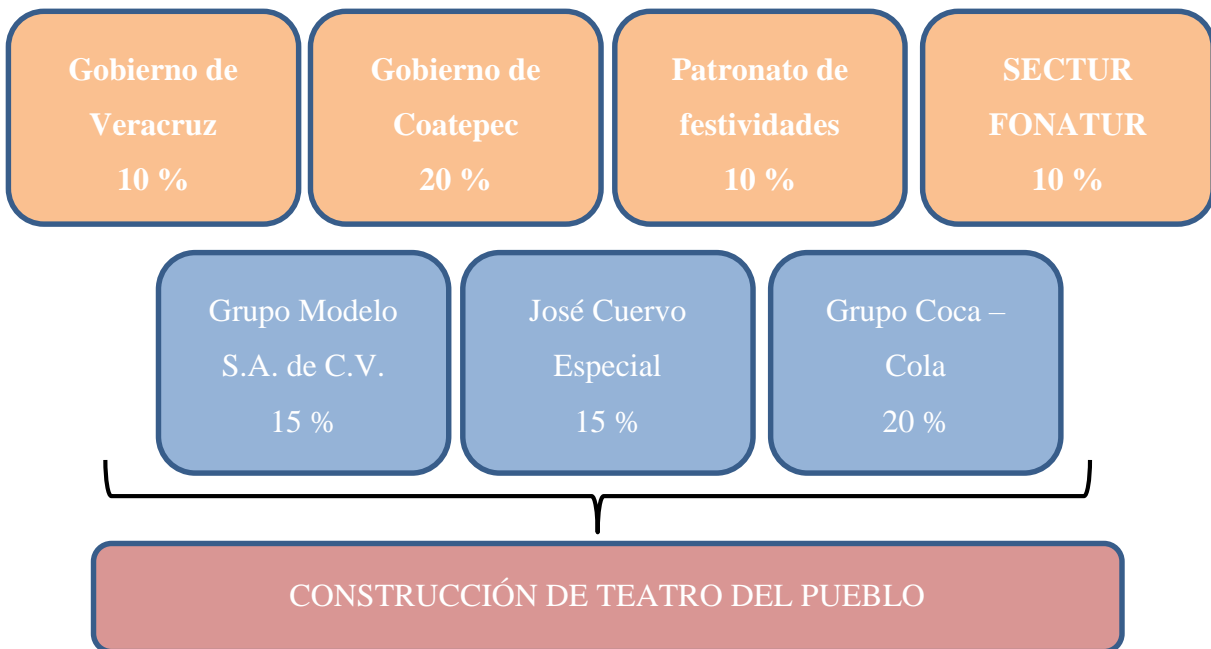 Gobierno de
Veracruz
10 %
Gobierno de
Coatepec
20 %
Patronato de
festividades
10 %
SECTUR
FONATUR
10 %
Grupo Modelo
S.A. de C.V.
15 %
José Cuervo
Especial
15 %
Grupo Coca –
Cola
20 %
CONSTRUCCIÓN DE TEATRO DEL PUEBLO